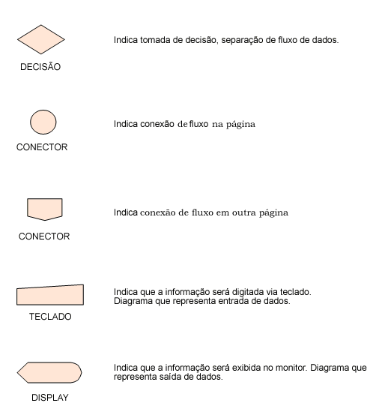 Indica tomada de decisão, separação de fluxo de dados.
DECISÃO
Indica conexão de fluxo na página
CONECTOR
Indica conexão de fluxo em outra página
CONECTOR
Indica que a informação será digitada via teclado.
Diagrama que representa entrada de dados.
TECLADO
Indica que a informação será exibida no monitor. Diagrama que
representa saída de dados.
DISPLAY